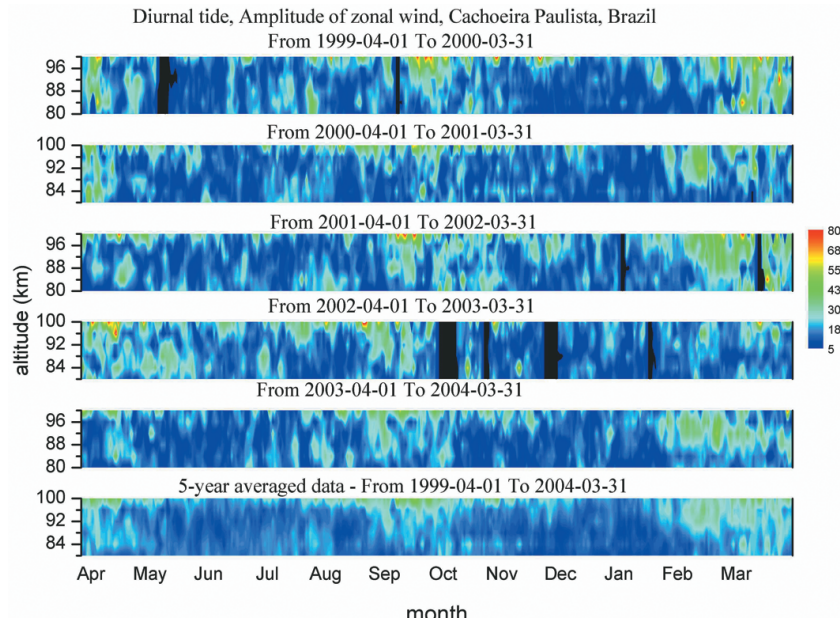 Diurnal tide, Amplitude of zonal wind, Cachoeira Paulista, Brazil
From 1999-04-01 To 2000-03-31
96
88
80
From 2000-04-01 To 2001-03-31
100
92
84
From 2001-04-01 To 2002-03-31
96
88
80
From 2002-04-01 To 2003-03-31
100
92
84
From 2003-04-01 To 2004-03-31
96
88
80
5-year averaged data - From 1999-04-01 To 2004-03-31
100
92
84
Apr May Jun Jul Aug Sep Oct Nov Dec Jan Feb Mar
month
altitude (km)
80
68
55
43
30
18
5